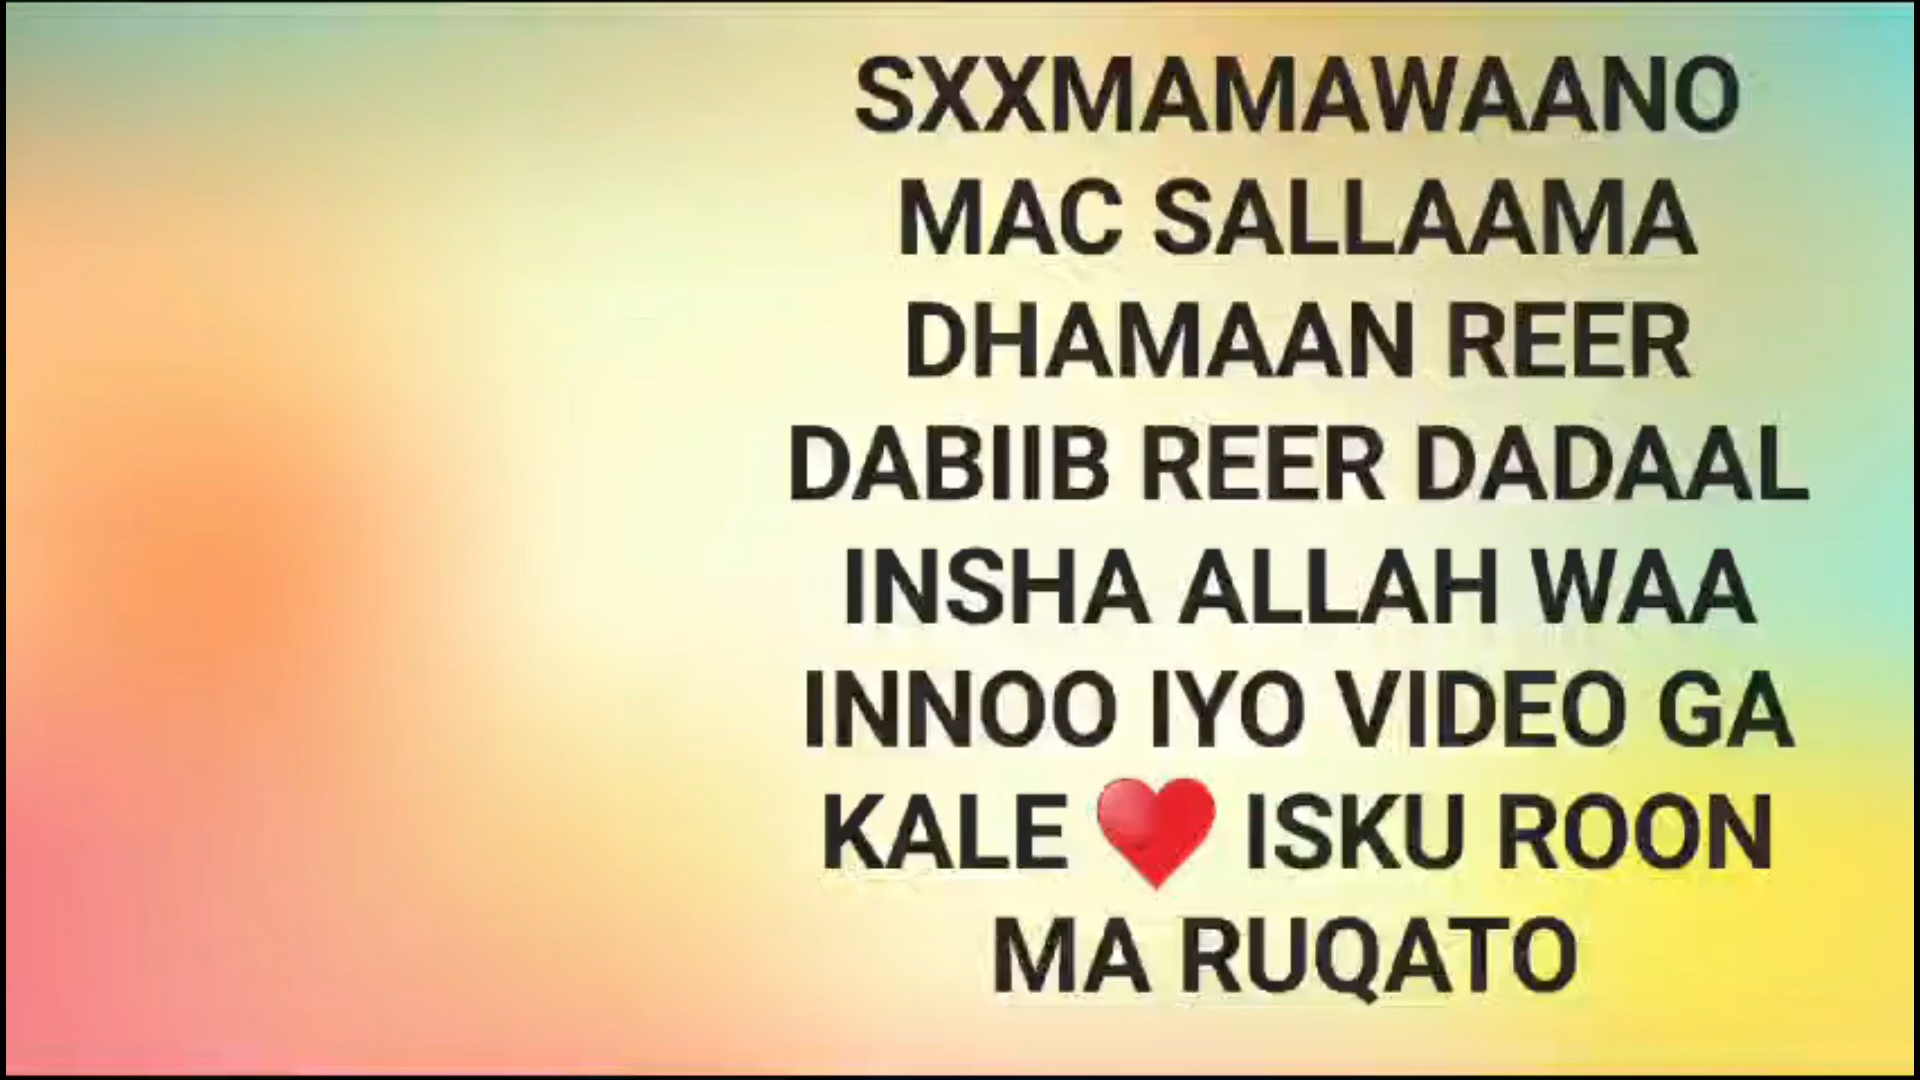 SXXMAMAWAANO
MAC SALLAAMA
DHAMAAN REER
DABIIB REER DADAAL
INSHA ALLAH WAA
INNOO IYO VIDEO GA
KALE ❤️ ISKU ROON
MA RUQATO